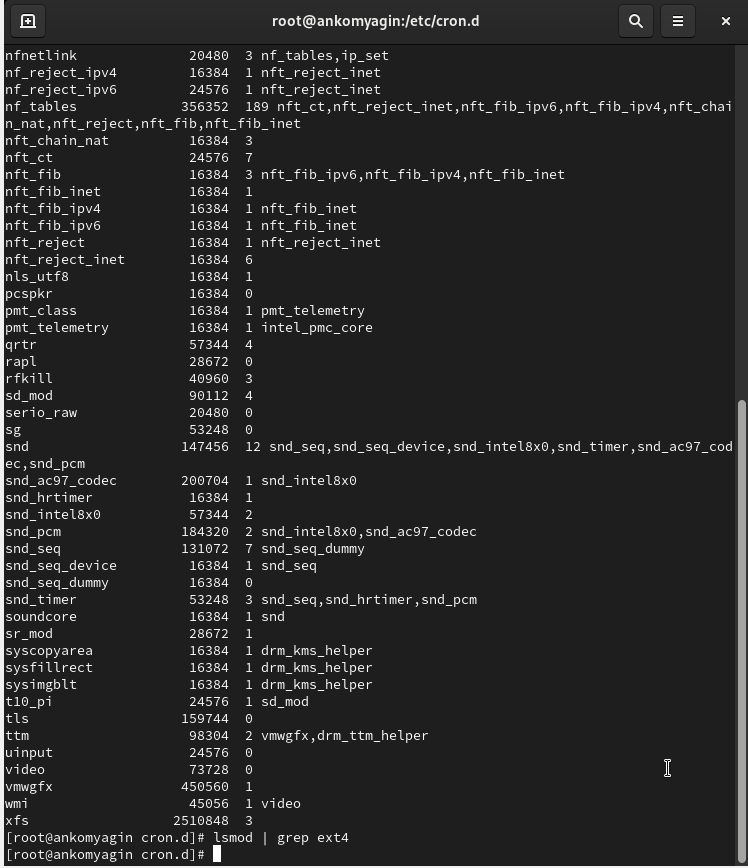 root@ankomyagin:/etc/cron.d
nfnetlink              20480  3 nf_tables,ip_set
nf_reject_ipv4         16384  1 nft_reject_inet
nf_reject_ipv6         24576  1 nft_reject_inet
nf_tables             356352  189 nft_ct,nft_reject_inet,nft_fib_ipv6,nft_fib_ipv4,nft_chai
n_nat,nft_reject,nft_fib,nft_fib_inet
nft_chain_nat          16384  3
nft_ct                 24576  7
nft_fib                16384  3 nft_fib_ipv6,nft_fib_ipv4,nft_fib_inet
nft_fib_inet           16384  1
nft_fib_ipv4           16384  1 nft_fib_inet
nft_fib_ipv6           16384  1 nft_fib_inet
nft_reject             16384  1 nft_reject_inet
nft_reject_inet        16384  6
nls_utf8               16384  1
pcspkr                 16384  0
pmt_class              16384  1 pmt_telemetry
pmt_telemetry          16384  1 intel_pmc_core
qrtr                   57344  4
rapl                   28672  0
rfkill                 40960  3
sd_mod                 90112  4
serio_raw              20480  0
sg                     53248  0
snd                   147456  12 snd_seq,snd_seq_device,snd_intel8x0,snd_timer,snd_ac97_cod
ec,snd_pcm
snd_ac97_codec        200704  1 snd_intel8x0
snd_hrtimer            16384  1
snd_intel8x0           57344  2
snd_pcm               184320  2 snd_intel8x0,snd_ac97_codec
snd_seq               131072  7 snd_seq_dummy
snd_seq_device         16384  1 snd_seq
snd_seq_dummy          16384  0
snd_timer              53248  3 snd_seq,snd_hrtimer,snd_pcm
soundcore              16384  1 snd
sr_mod                 28672  1
syscopyarea            16384  1 drm_kms_helper
sysfillrect            16384  1 drm_kms_helper
sysimgblt              16384  1 drm_kms_helper
t10_pi                 24576  1 sd_mod
tls                   159744  0
ttm                    98304  2 vmwgfx,drm_ttm_helper
uinput                 24576  0
video                  73728  0
vmwgfx                450560  1
wmi                    45056  1 video
xfs                  2510848  3
[root@ankomyagin cron.d]# lsmod | grep ext4
[root@ankomyagin cron.d]#